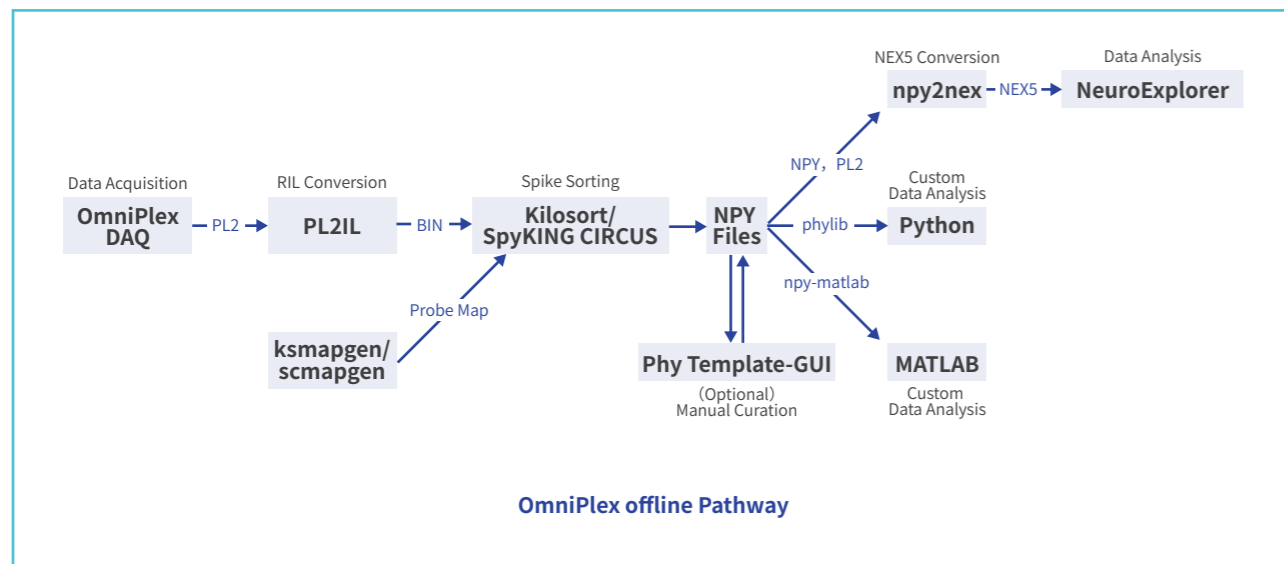 NEX5 Conversion
npy2nex
NEX5
Data Analysis
NeuroExplorer
NPY，PL2
Data Acquisition
OmniPlex
DAQ
PL2
RIL Conversion
PL2IL
BIN
Spike Sorting
Kilosort/
SpyKING CIRCUS
NPY
Files
phylib
Custom
Data Analysis
Python
npy-matlab
Probe Map
ksmapgen/
scmapgen
Phy Template-GUI
（Optional）
Manual Curation
MATLAB
Custom
Data Analysis
OmniPlex offline Pathway